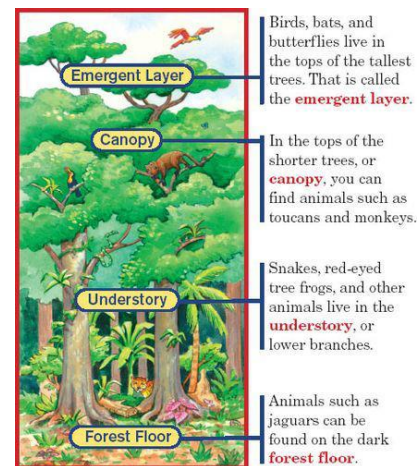 Emergent Layer
Birds, bats, and
butterflies live in
the tops of the tallest
trees. That is called
the emergent layer.
Canopy
In the tops of the
shorter trees, or
canopy, you can
find animals such as
toucans and monkeys.
Understory
Snakes, red-eyed
tree frogs, and other
animals live in the
understory, or
lower branches.
Forest Floor
Animals such as
jaguars can be
found on the dark
forest floor.